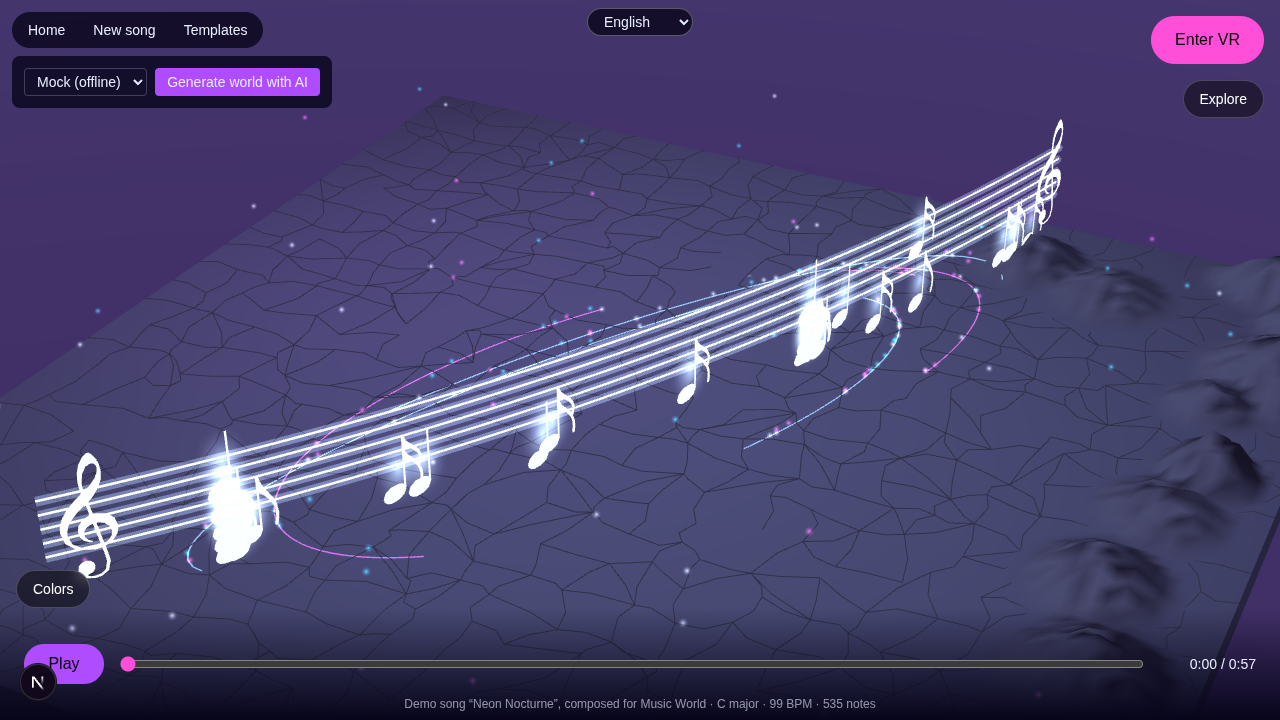 Home New song Templates
English
Enter VR
Mock (offline) Generate world with AI
Explore
Colors
Play
0:00 / 0:57
N
Demo song “Neon Nocturne”, composed for Music World · C major · 99 BPM · 535 notes